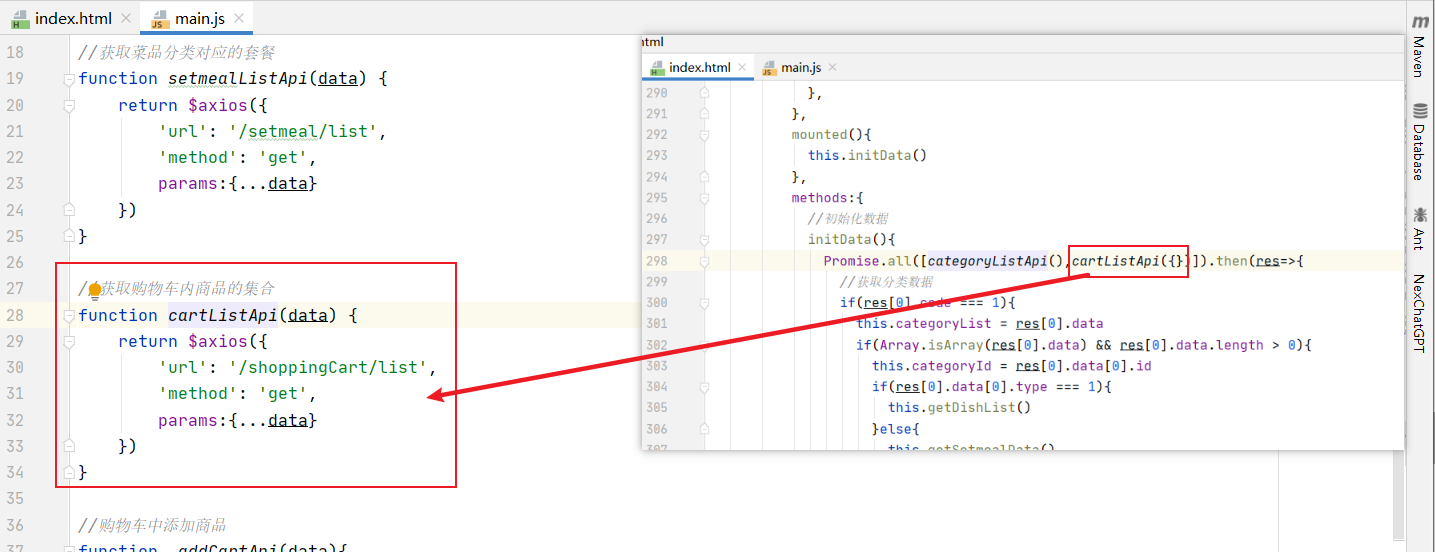 index.html
main.js
18 //获取菜品分类对应的套餐
19 function setmealListApi(data) {
20 return $axios({
21 'url': '/setmeal/list',
22 'method': 'get',
23 params:{...data}
24 })
25 }
26
27 //获取购物车内商品的集合
28 function cartListApi(data) {
29 return $axios({
30 'url': '/shoppingCart/list',
31 'method': 'get',
32 params:{...data}
33 })
34 }
35
36 //购物车中添加商品
function addCartApi(data){
html
index.html
main.js
290 },
291 },
292 mounted(){
293 this.initData()
294 },
295 methods:{
296 //初始化数据
297 initData(){
298 Promise.all([categoryListApi(),cartListApi({})]).then(res=>{
299 //获取分类数据
300 if(res[0].code === 1){
301 this.categoryList = res[0].data
302 if(Array.isArray(res[0].data) && res[0].data.length > 0){
303 this.categoryId = res[0].data[0].id
304 if(res[0].data[0].type === 1){
305 this.getDishList()
306 }else{
307 this.getSetmealData()
m
Maven
Database
Ant
NexChatGPT